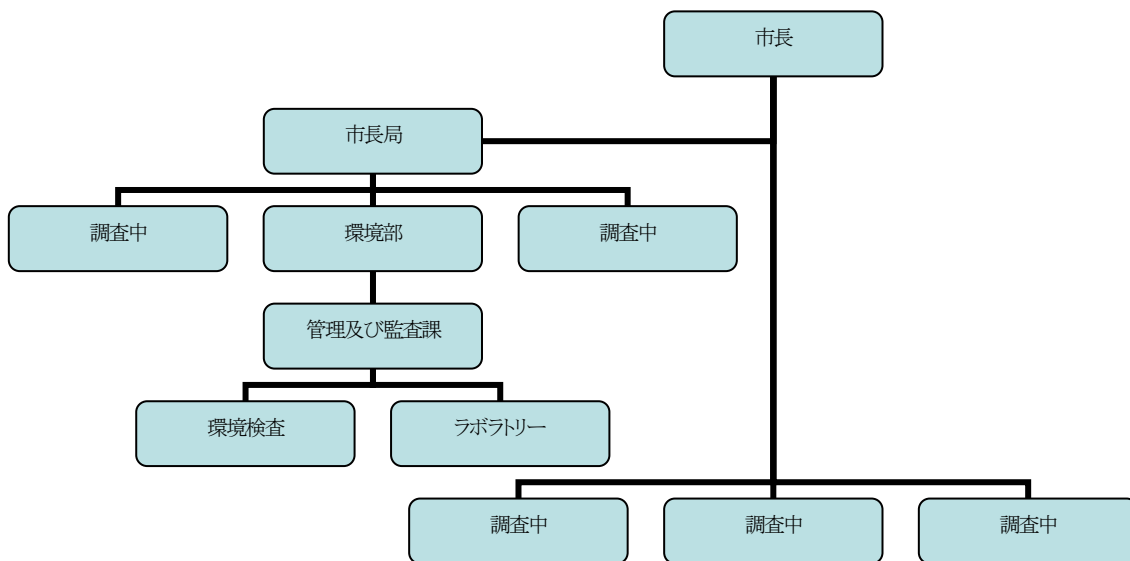 市長
市長局
調査中
環境部
調査中
管理及び監査課
環境検査
ラボラトリー
調査中
調査中
調査中